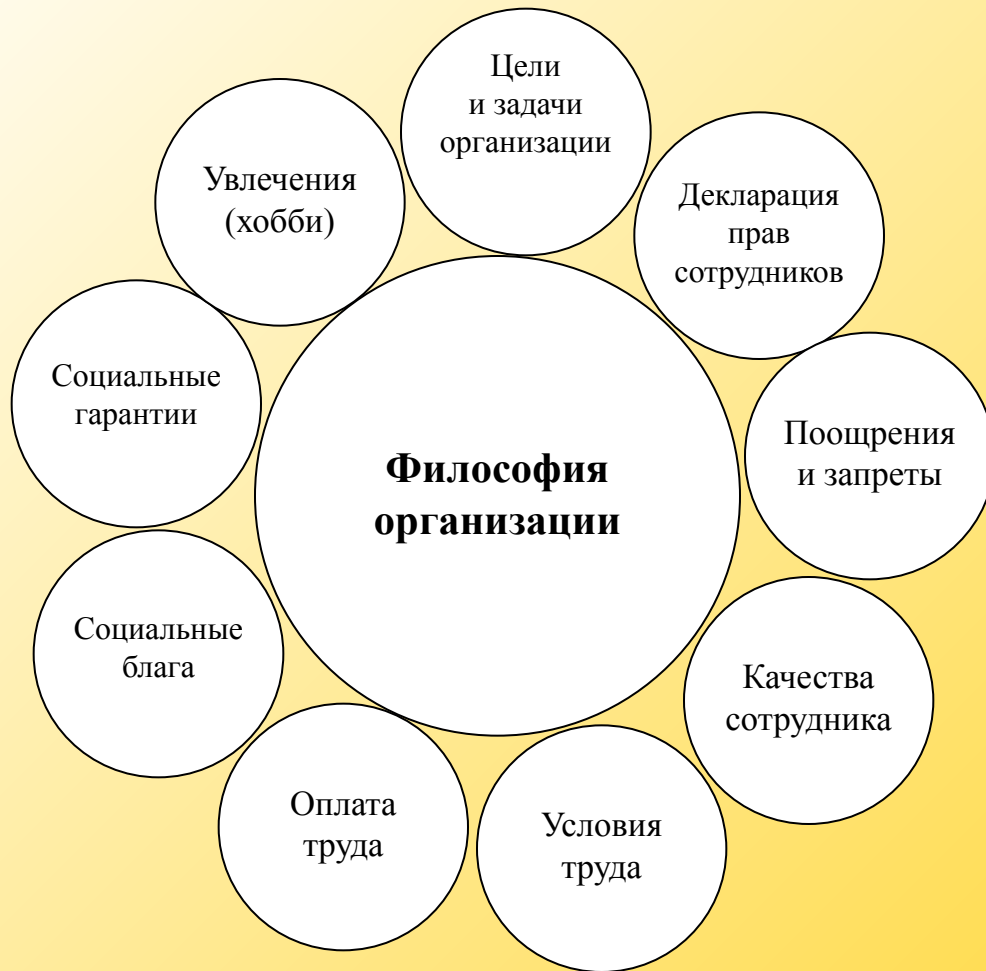 Цели
и задачи
организации
Декларация
прав
сотрудников
Поощрения
и запреты
Качества
сотрудника
Условия
труда
Оплата
труда
Социальные
блага
Социальные
гарантии
Увлечения
(хобби)
Философия
организации